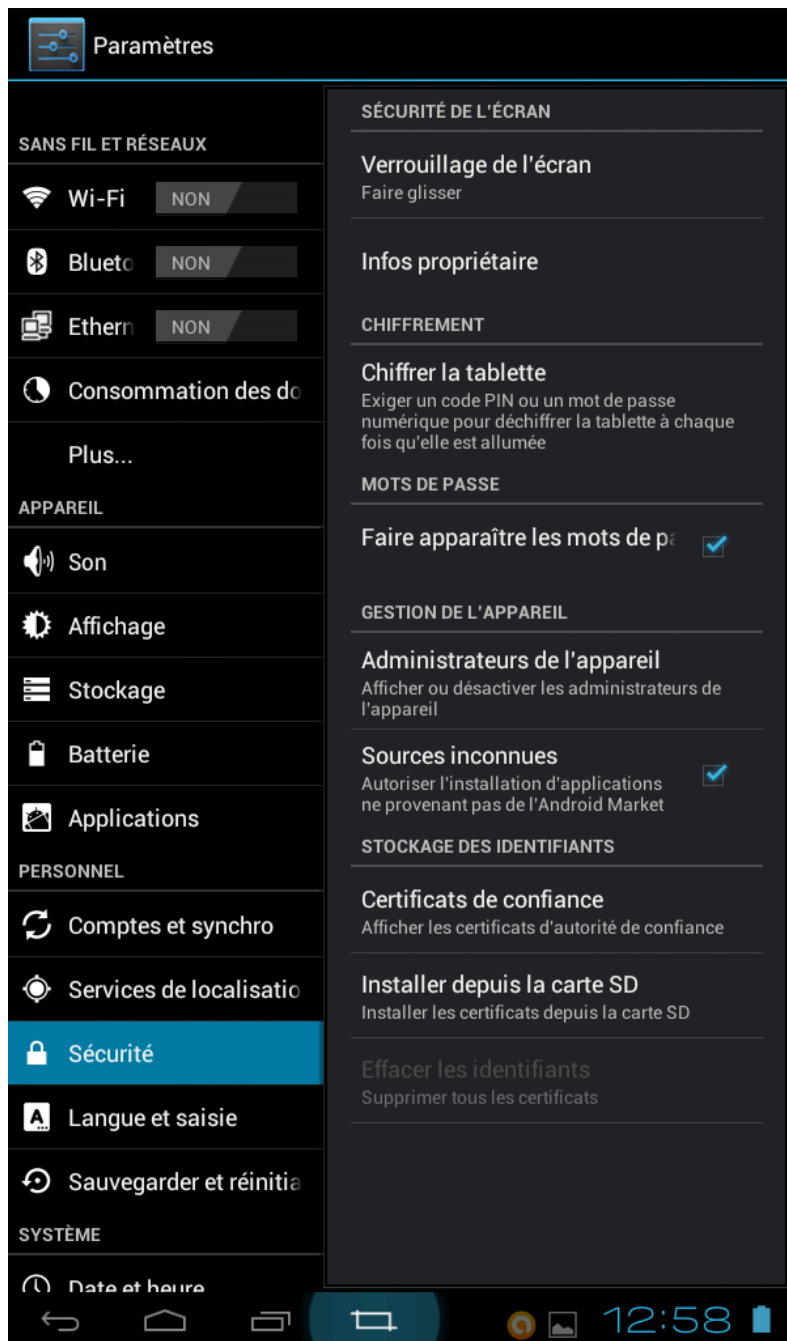 Paramètres
SANS FIL ET RÉSEAUX
Wi-Fi NON
Blueto NON
Ethern NON
Consommation des do
Plus...
APPAREIL
Son
Affichage
Stockage
Batterie
Applications
PERSONNEL
Comptes et synchro
Services de localisatio
Sécurité
Langue et saisie
Sauvegarder et réinitia
SYSTÈME
Date et heure
SÉCURITÉ DE L'ÉCRAN
Verrouillage de l'écran
Faire glisser
Infos propriétaire
CHIFFREMENT
Chiffrer la tablette
Exiger un code PIN ou un mot de passe
numérique pour déchiffrer la tablette à chaque
fois qu'elle est allumée
MOTS DE PASSE
Faire apparaître les mots de pa
GESTION DE L'APPAREIL
Administrateurs de l'appareil
Afficher ou désactiver les administrateurs de
l'appareil
Sources inconnues
Autoriser l'installation d'applications
ne provenant pas de l'Android Market
STOCKAGE DES IDENTIFIANTS
Certificats de confiance
Afficher les certificats d'autorité de confiance
Installer depuis la carte SD
Installer les certificats depuis la carte SD
Effacer les identifiants
Supprimer tous les certificats
12:58